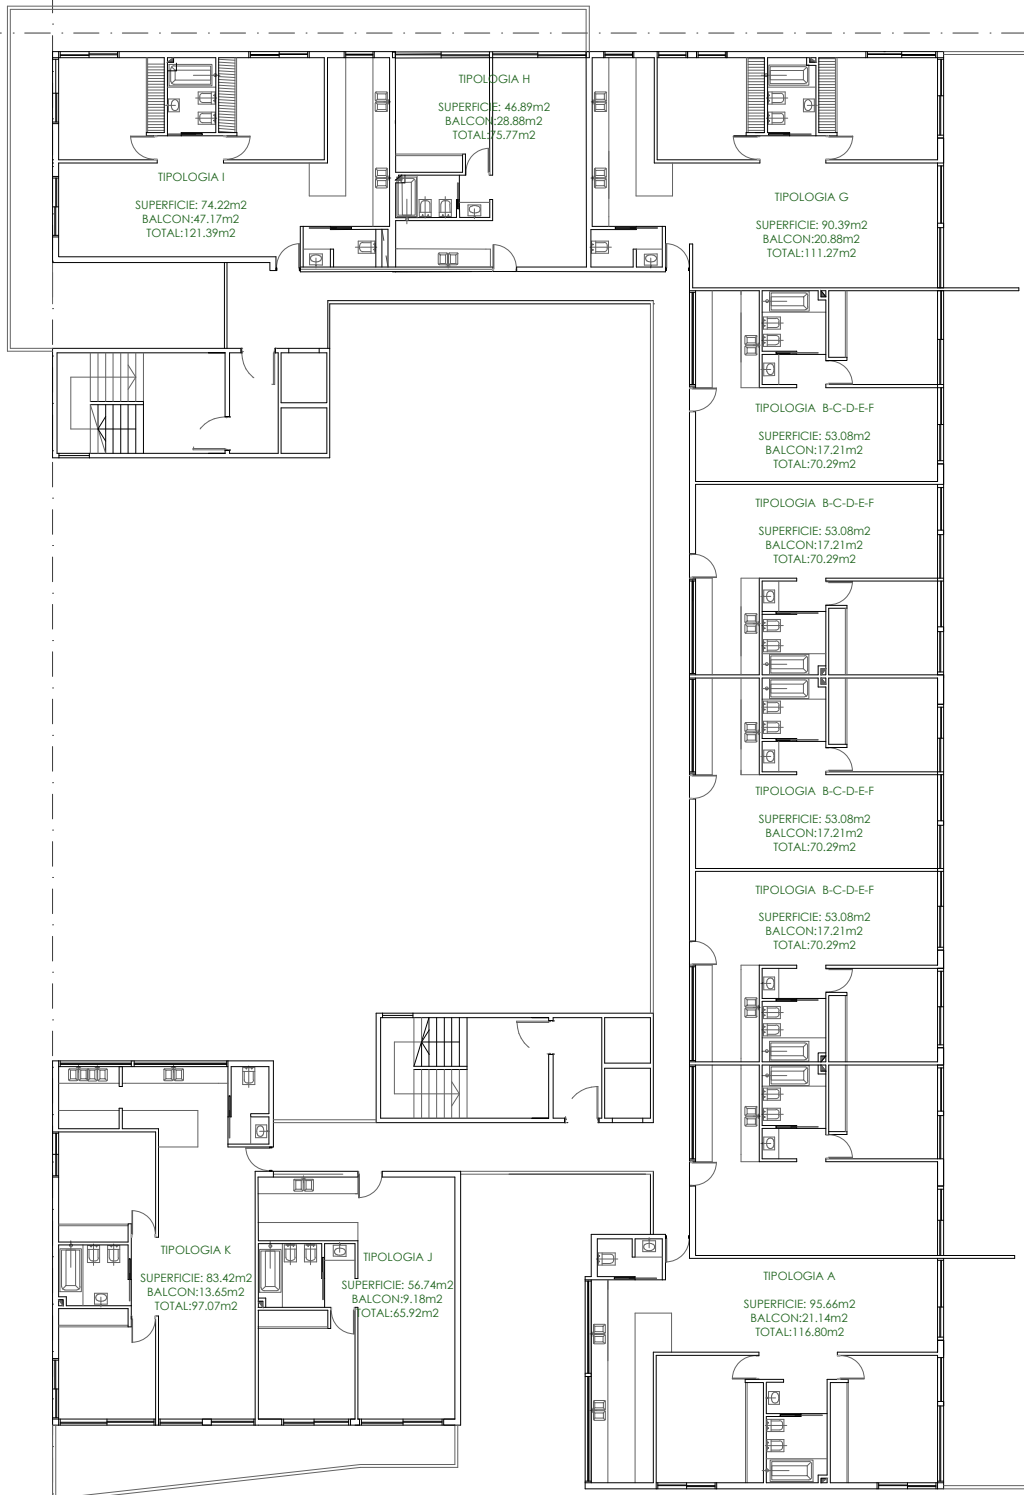 TIPOLOGIA H
SUPERFICIE: 46.89m2
BALCON:28.88m2
TOTAL:75.77m2
TIPOLOGIA I
SUPERFICIE: 74.22m2
BALCON:47.17m2
TOTAL:121.39m2
TIPOLOGIA G
SUPERFICIE: 90.39m2
BALCON:20.88m2
TOTAL:111.27m2
TIPOLOGIA B-C-D-E-F
SUPERFICIE: 53.08m2
BALCON:17.21m2
TOTAL:70.29m2
TIPOLOGIA B-C-D-E-F
SUPERFICIE: 53.08m2
BALCON:17.21m2
TOTAL:70.29m2
TIPOLOGIA B-C-D-E-F
SUPERFICIE: 53.08m2
BALCON:17.21m2
TOTAL:70.29m2
TIPOLOGIA B-C-D-E-F
SUPERFICIE: 53.08m2
BALCON:17.21m2
TOTAL:70.29m2
TIPOLOGIA K
SUPERFICIE: 83.42m2
BALCON:13.65m2
TOTAL:97.07m2
TIPOLOGIA J
SUPERFICIE: 56.74m2
BALCON:9.18m2
TOTAL:65.92m2
TIPOLOGIA A
SUPERFICIE: 95.66m2
BALCON:21.14m2
TOTAL:116.80m2